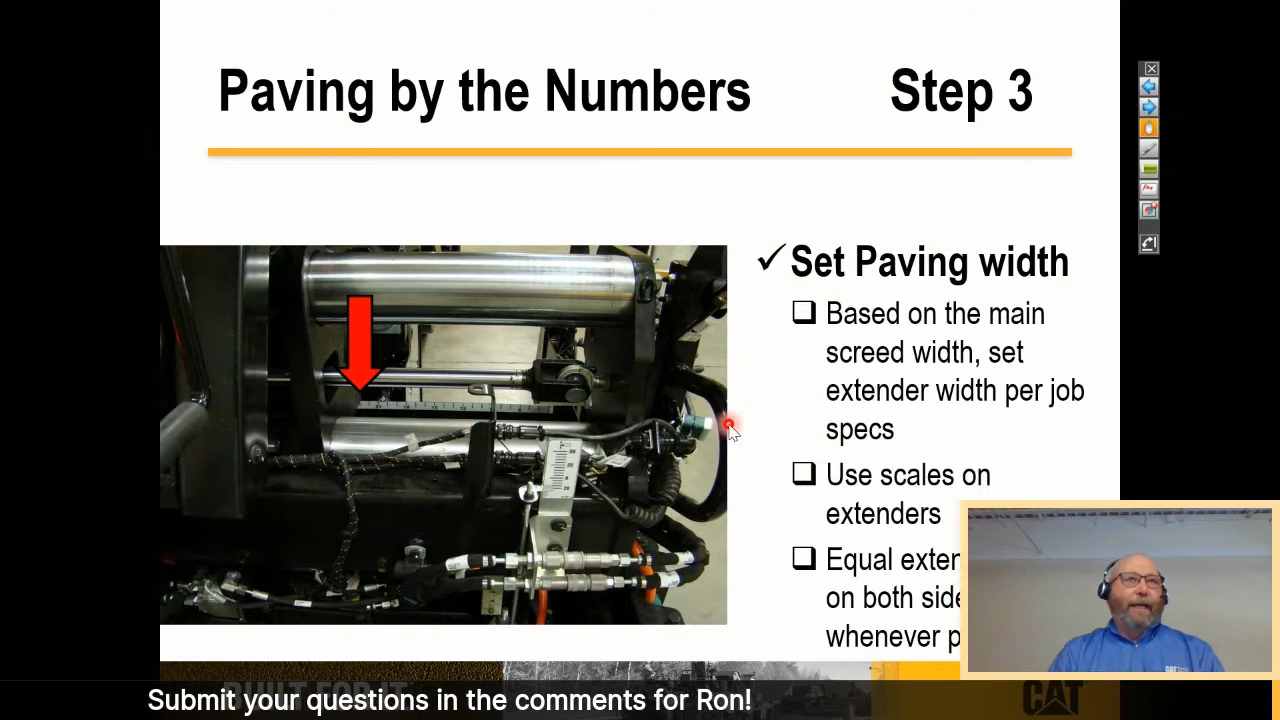 Paving by the Numbers Step 3
✓ Set Paving width
❑ Based on the main
screed width, set
extender width per job
specs
❑ Use scales on
extenders
❑ Equal exten
on both side
whenever p
CAT
Submit your questions in the comments for Ron!
CAT